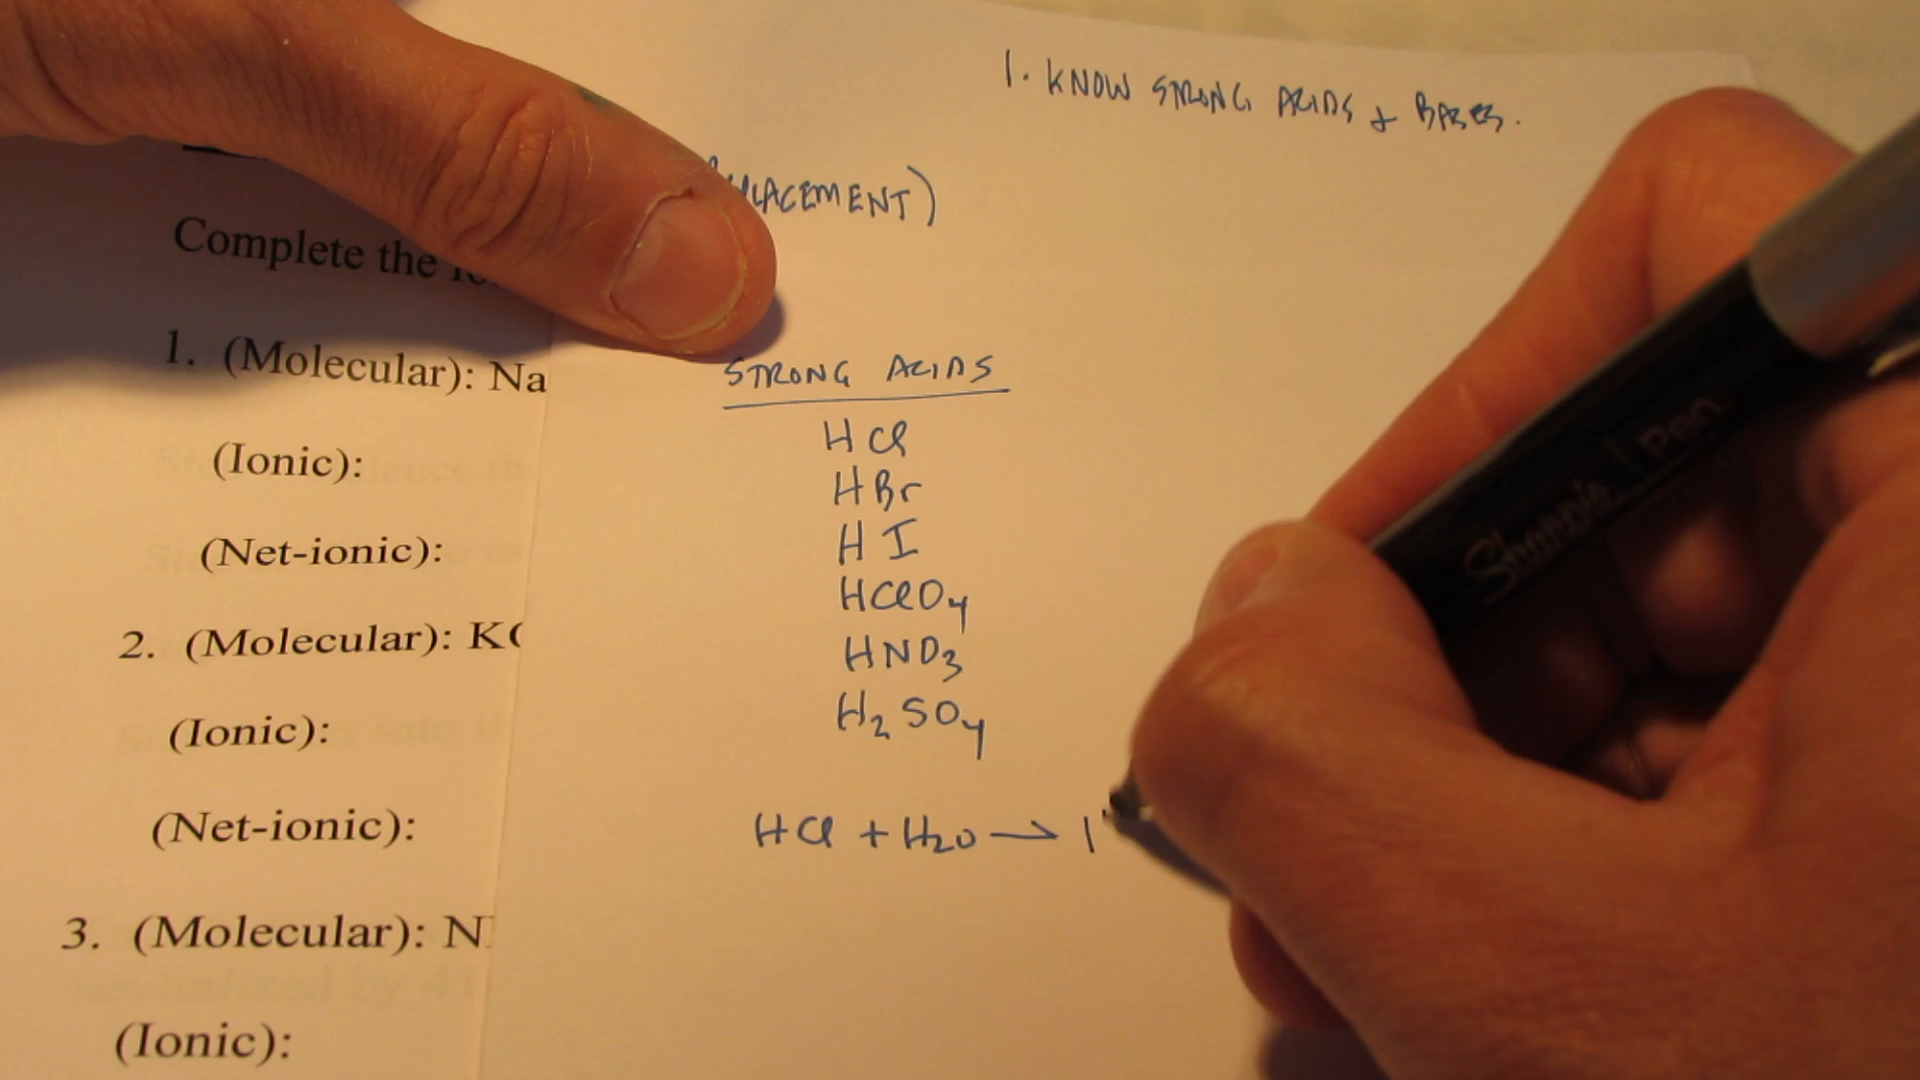 1. KNOW STRONG ACIDS & BASES.
LACEMENT)
Complete the
1. (Molecular): Na
(Ionic):
(Net-ionic):
2. (Molecular): K
(Ionic):
(Net-ionic):
3. (Molecular): N
(Ionic):
STRONG ACIDS
HCl
HBr
HI
HClO4
HNO3
H2SO4
HCl + H2O →
Sharpie Pen.